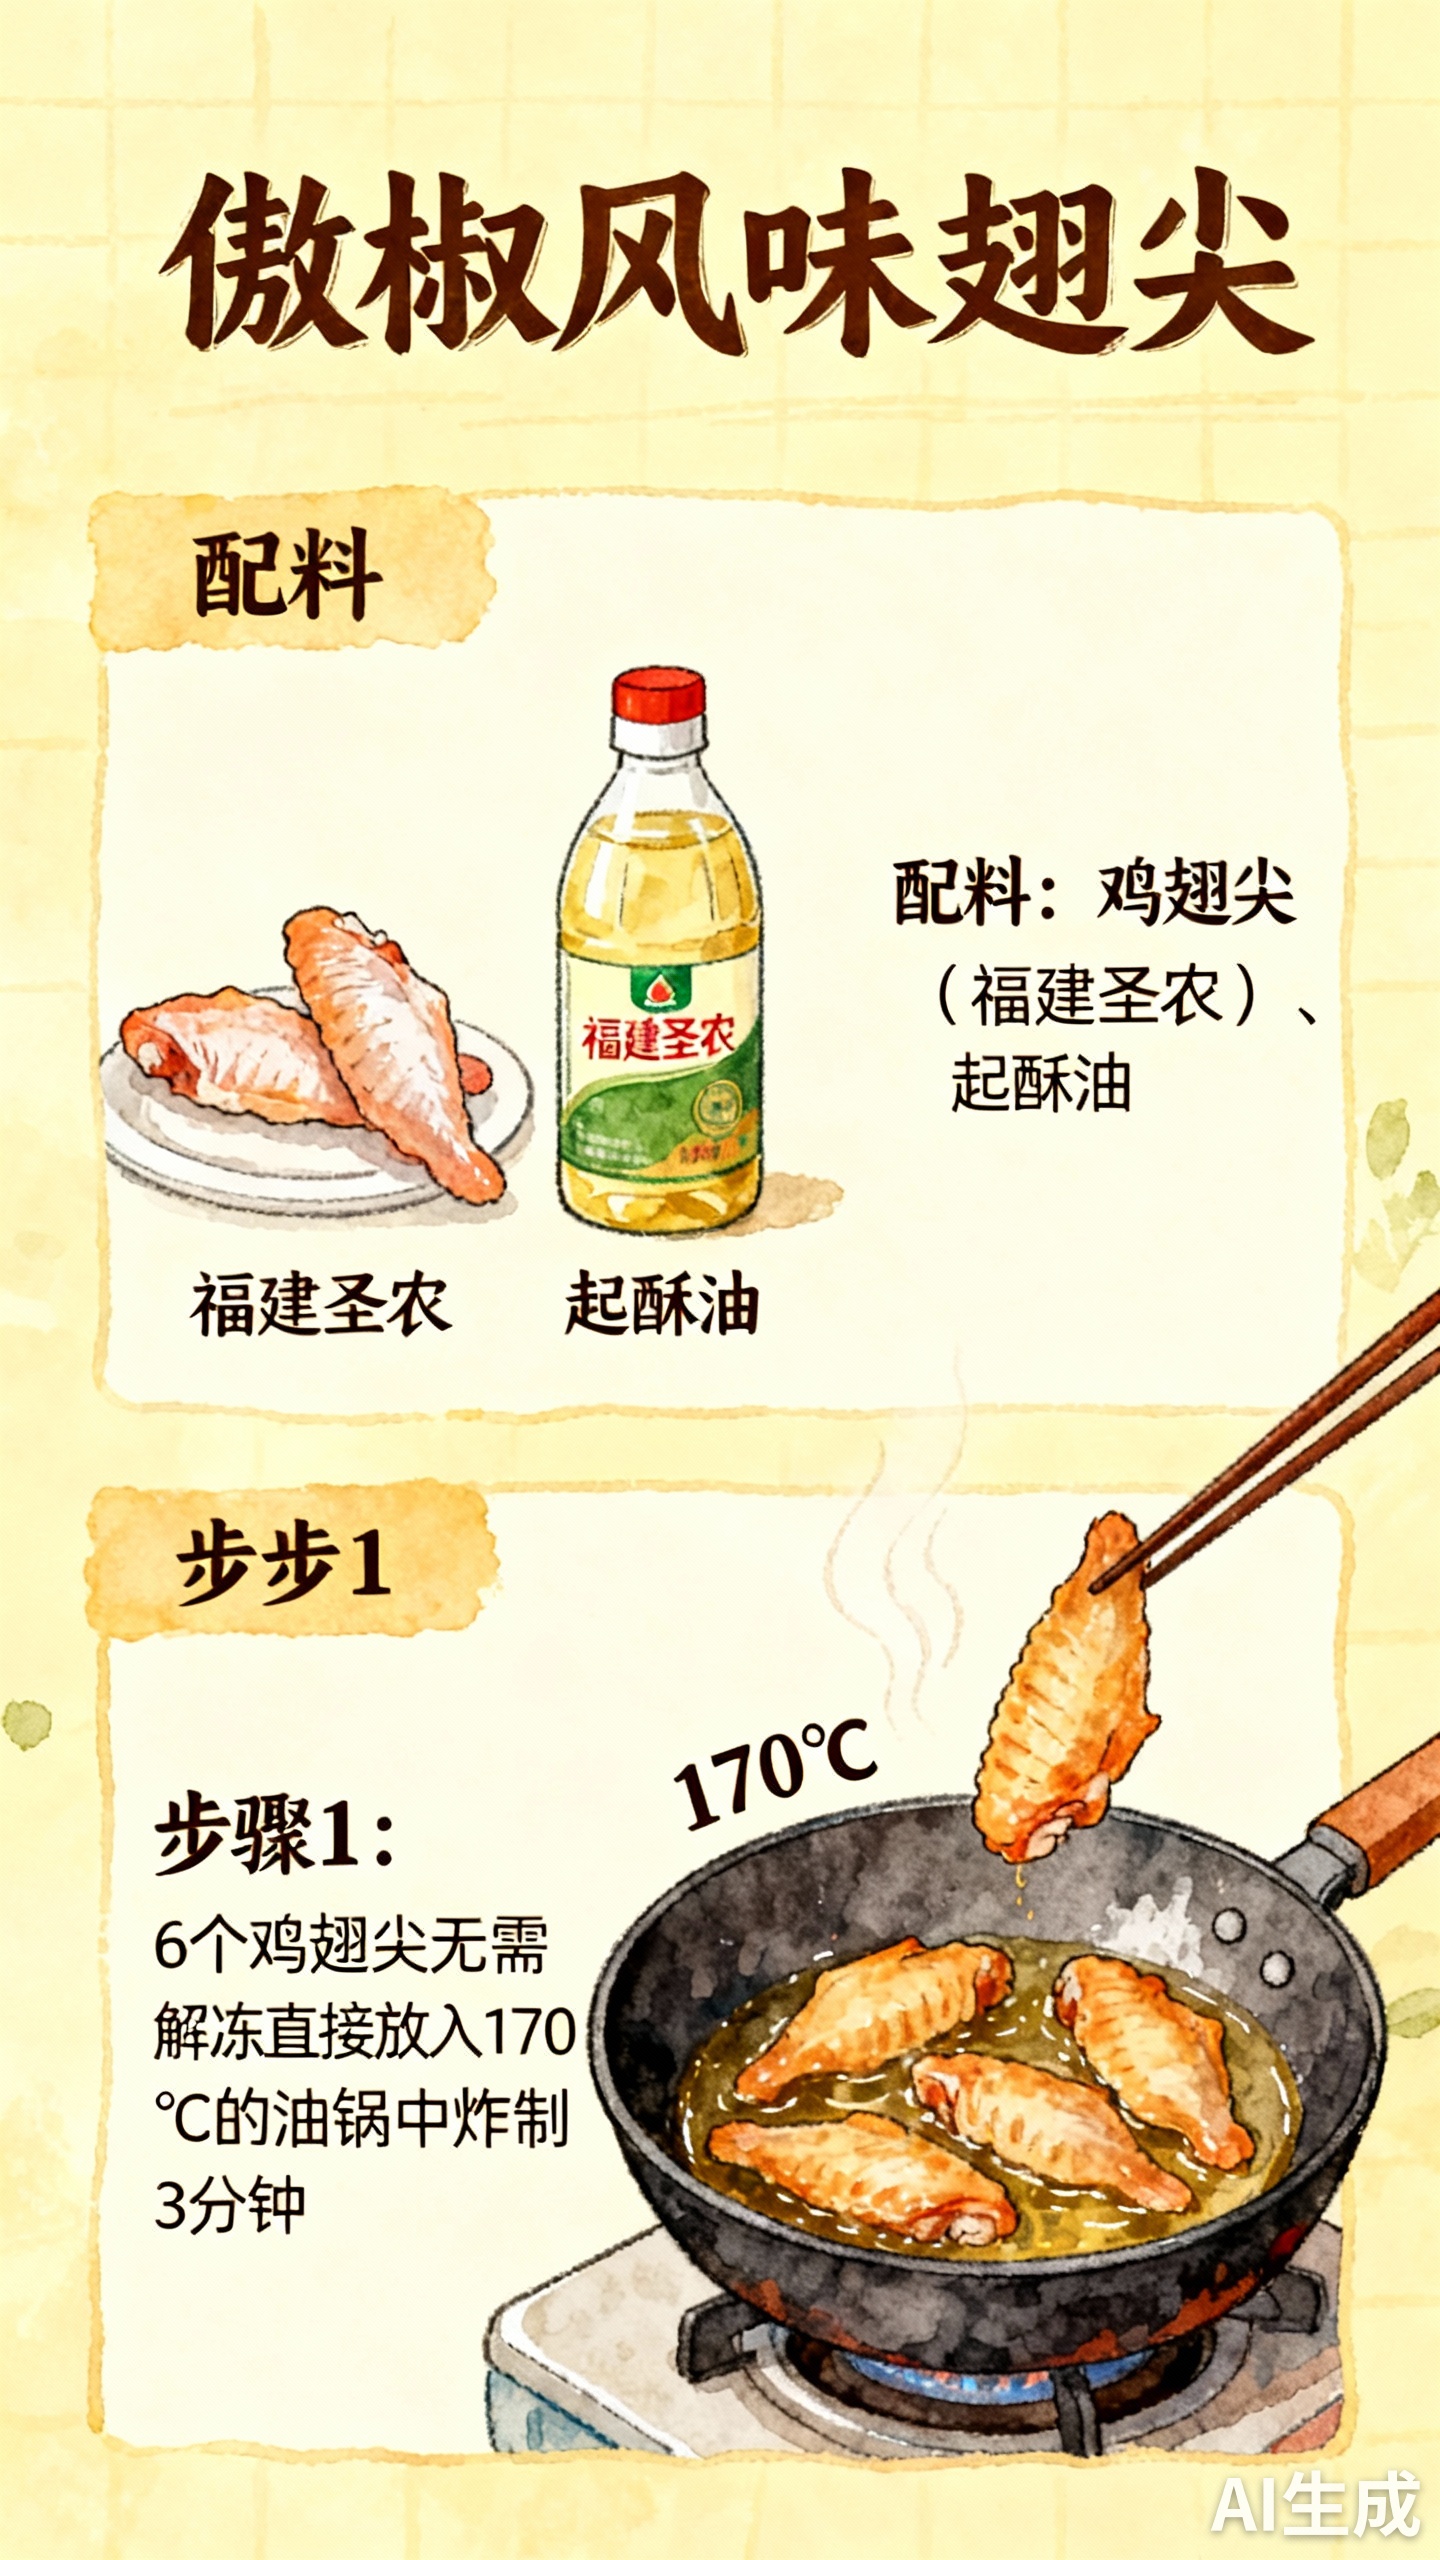 傲椒风味翅尖
配料
福建圣农
配料：鸡翅尖
（福建圣农）、
起酥油
福建圣农
起酥油
步步1
170℃
步骤1：
6个鸡翅尖无需
解冻直接放入170
℃的油锅中炸制
3分钟
AI生成